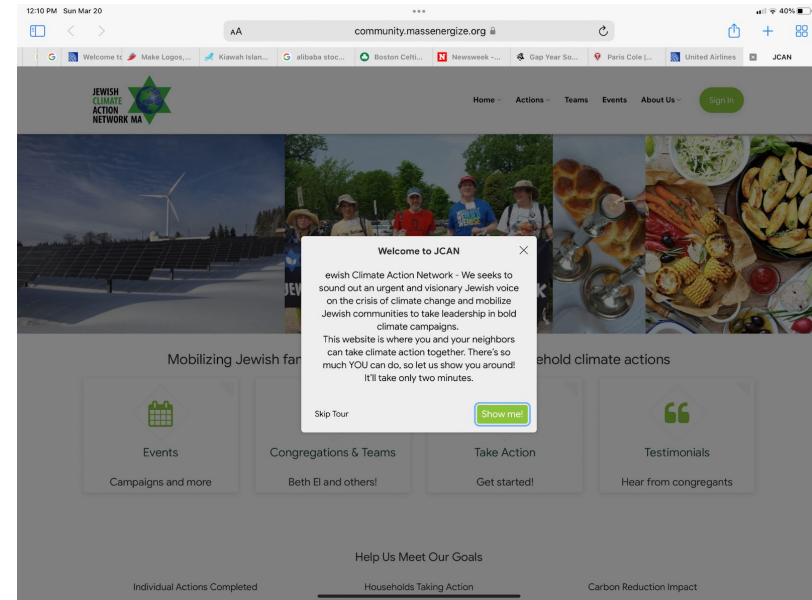 12:10 PM Sun Mar 20
40%
AA
community.massenergize.org
G
Welcome to
Make Logos,...
Kiawah Islan...
G alibaba stoc...
Boston Celti...
N Newsweek -...
Gap Year So...
Paris Cole |...
United Airlines
JCAN
JEWISH
CLIMATE
ACTION
NETWORK MA
Home
Actions
Teams
Events
About Us
Sign In
Welcome to JCAN
ewish Climate Action Network - We seeks to
sound out an urgent and visionary Jewish voice
on the crisis of climate change and mobilize
Jewish communities to take leadership in bold
climate campaigns.
This website is where you and your neighbors
can take climate action together. There's so
much YOU can do, so let us show you around!
It'll take only two minutes.
Skip Tour
Show me!
Mobilizing Jewish
climate actions
Events
Campaigns and more
Congregations & Teams
Beth El and others!
Take Action
Get started!
Testimonials
Hear from congregants
Help Us Meet Our Goals
Individual Actions Completed
Households Taking Action
Carbon Reduction Impact